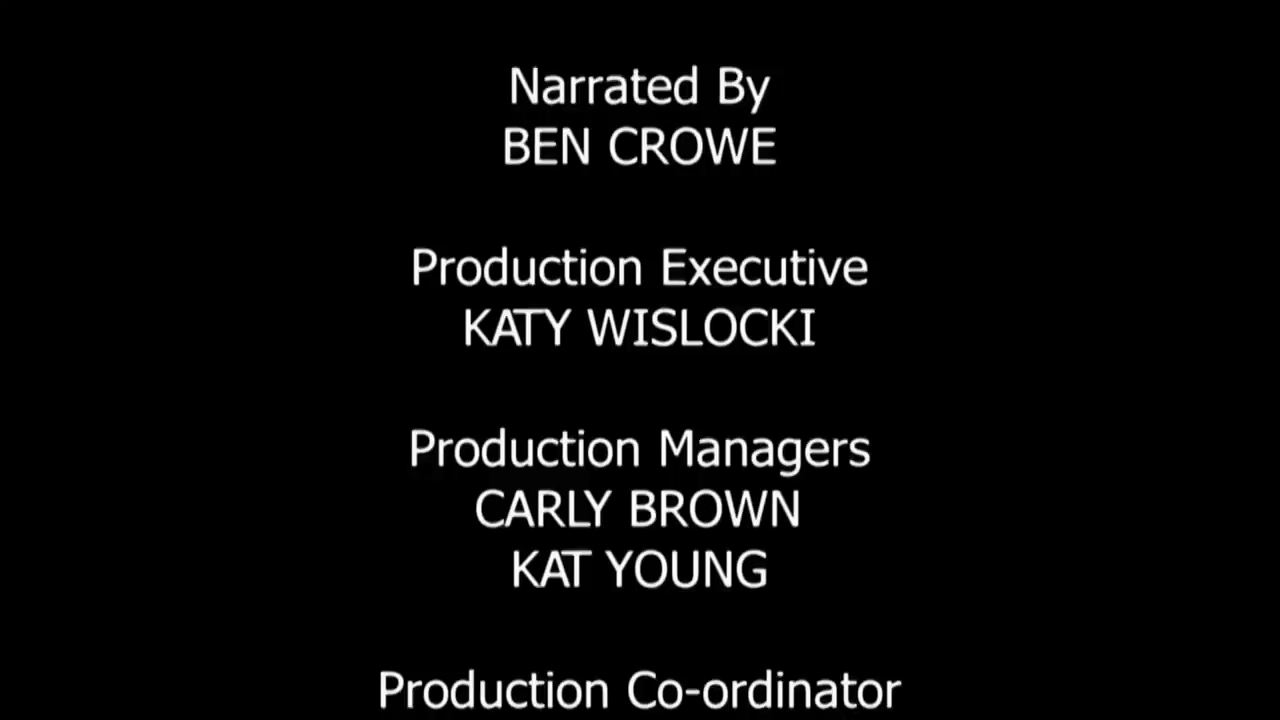 Narrated By
BEN CROWE
Production Executive
KATY WISLOCKI
Production Managers
CARLY BROWN
KAT YOUNG
Production Co-ordinator